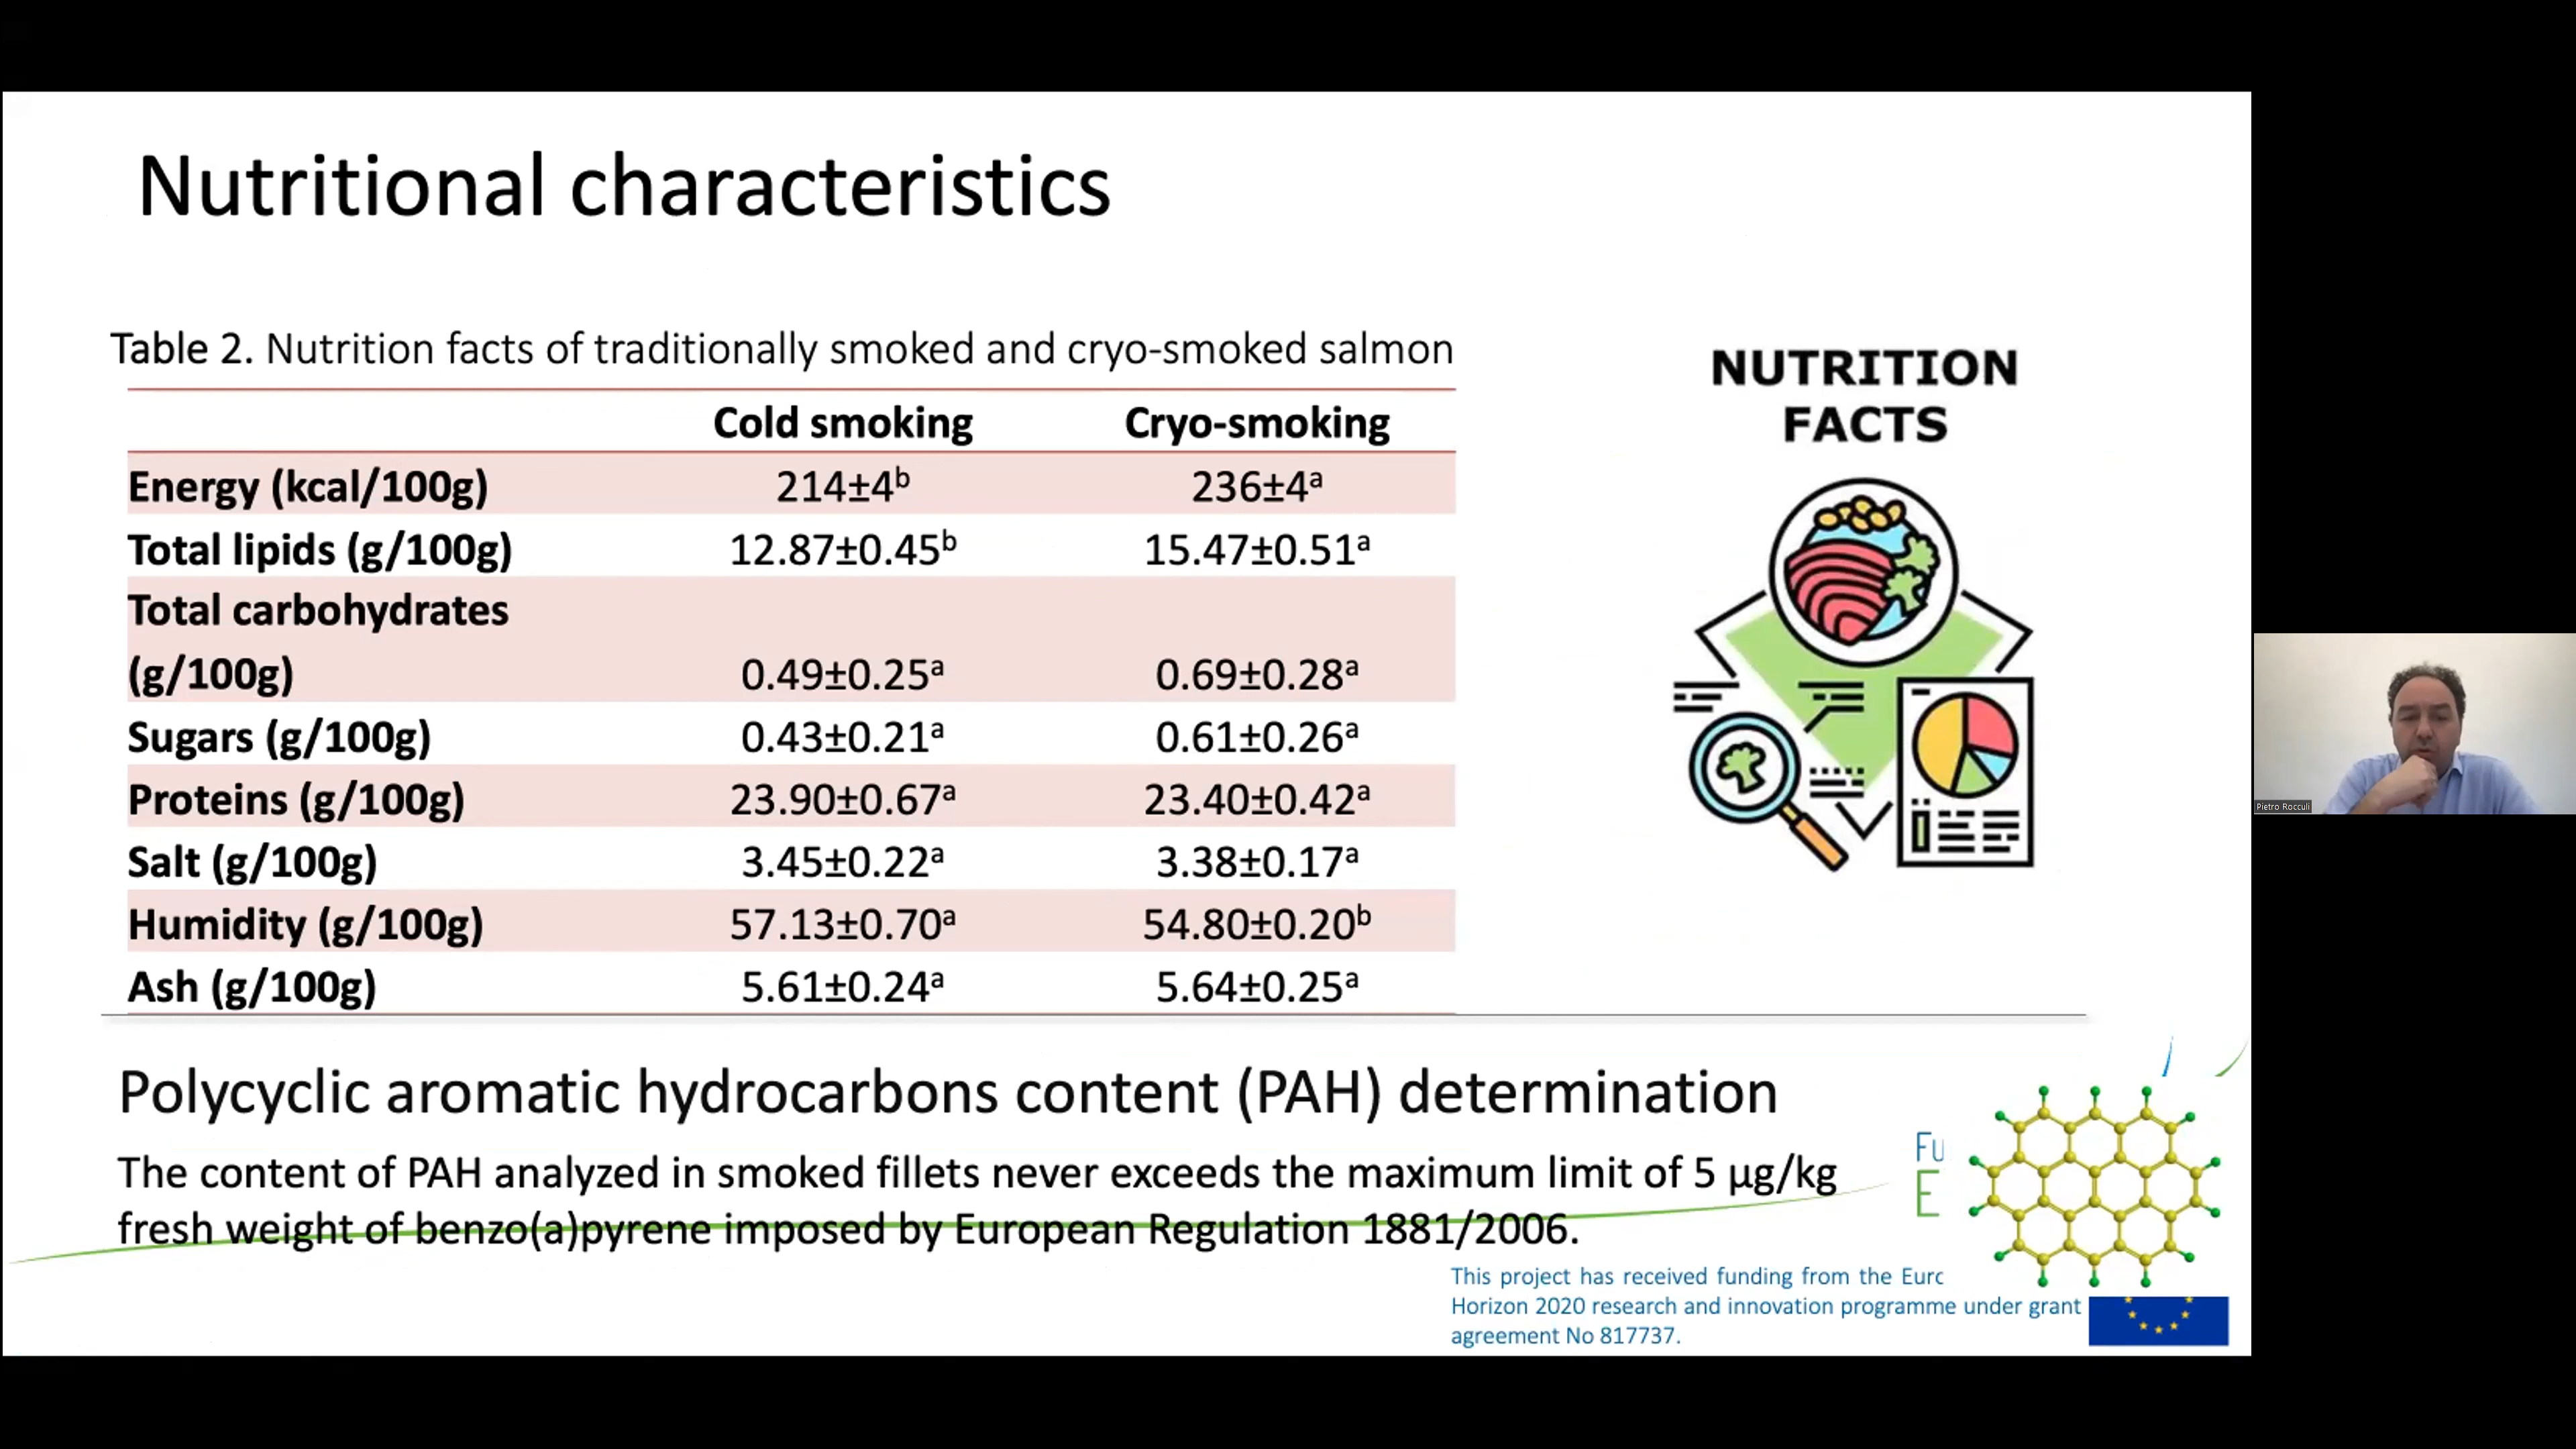 Nutritional characteristics
Table 2. Nutrition facts of traditionally smoked and cryo-smoked salmon
Cold smoking Cryo-smoking
Energy (kcal/100g) 214±4ᵇ 236±4ᵃ
Total lipids (g/100g) 12.87±0.45ᵇ 15.47±0.51ᵃ
Total carbohydrates
(g/100g) 0.49±0.25ᵃ 0.69±0.28ᵃ
Sugars (g/100g) 0.43±0.21ᵃ 0.61±0.26ᵃ
Proteins (g/100g) 23.90±0.67ᵃ 23.40±0.42ᵃ
Salt (g/100g) 3.45±0.22ᵃ 3.38±0.17ᵃ
Humidity (g/100g) 57.13±0.70ᵃ 54.80±0.20ᵇ
Ash (g/100g) 5.61±0.24ᵃ 5.64±0.25ᵃ
NUTRITION
FACTS
Pietro Rocculi
Polycyclic aromatic hydrocarbons content (PAH) determination
The content of PAH analyzed in smoked fillets never exceeds the maximum limit of 5 µg/kg
fresh weight of benzo(a)pyrene imposed by European Regulation 1881/2006.
Fu
E
This project has received funding from the Euro
Horizon 2020 research and innovation programme under grant
agreement No 817737.